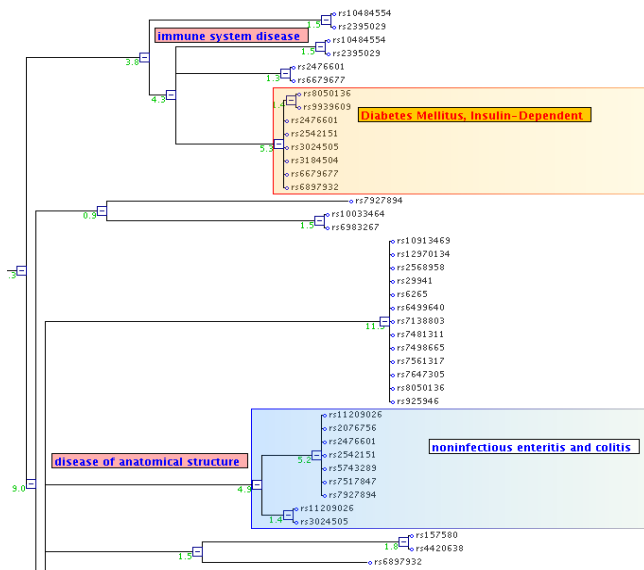 rs10484554
1.5
rs2395029
immune system disease
rs10484554
1.5
rs2395029
3.8
rs2476601
1.3
rs6679677
4.3
rs8050136
1.4
rs9939609
Diabetes Mellitus, Insulin-Dependent
rs2476601
rs2542151
rs3024505
5.3
rs3184504
rs6679677
rs6897932
rs7927894
0.9
rs10033464
1.5
rs6983267
rs10913469
rs12970134
rs2568958
.3
rs29941
rs6265
rs6499640
rs7138803
rs7481311
rs7498665
rs7561317
rs7647305
rs8050136
rs925946
rs11209026
rs2076756
rs2476601
noninfectious enteritis and colitis
rs2542151
5.2
disease of anatomical structure
rs5743289
rs7517847
4.9
9.0
rs7927894
rs11209026
1.4
rs3024505
rs157580
1.8
rs4420638
1.5
rs6897932